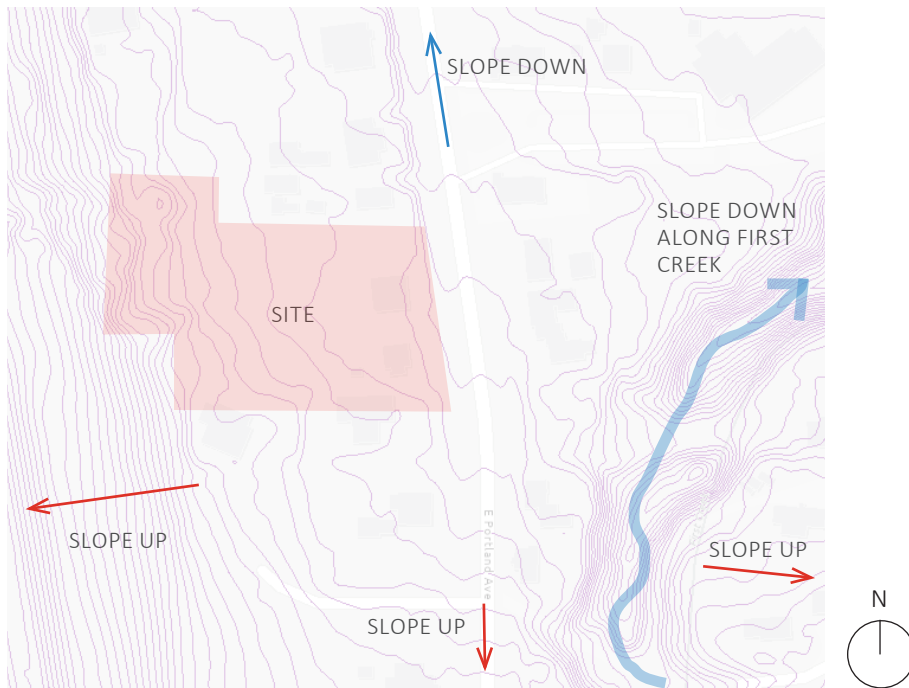 SLOPE DOWN
SLOPE DOWN
ALONG FIRST
CREEK
SITE
SLOPE UP
E Portland Ave
SLOPE UP
SLOPE UP
N